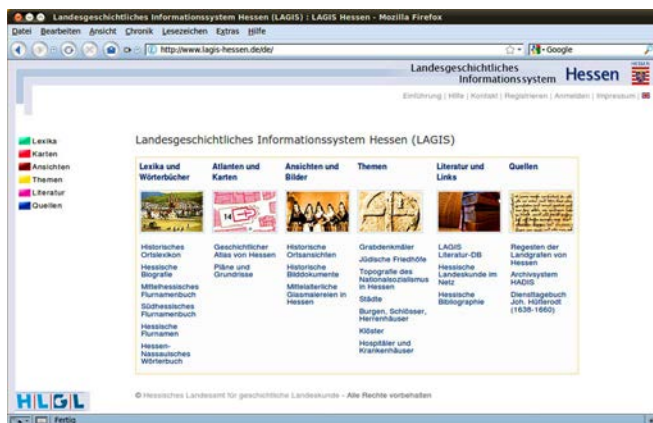 Landesgeschichtliches Informationssystem Hessen (LAGIS) : LAGIS Hessen - Mozilla Firefox
Datei Bearbeiten Ansicht Chronik Lesezeichen Extras Hilfe
http://www.lagis-hessen.de/de/
Google
Landesgeschichtliches
Informationssystem Hessen
HESSEN
Einführung | Hilfe | Kontakt | Registrieren | Anmelden | Impressum |
Lexika
Karten
Ansichten
Themen
Literatur
Quellen
Landesgeschichtliches Informationssystem Hessen (LAGIS)
Lexika und
Wörterbücher
Historisches
Ortslexikon
Hessische
Biografie
Mittelhessisches
Flurnamenbuch
Südhessisches
Flurnamenbuch
Hessische
Flurnamen
Hessen-
Nassauisches
Wörterbuch
Atlanten und
Karten
14
Geschichtlicher
Atlas von Hessen
Pläne und
Grundrisse
Ansichten und
Bilder
Historische
Ortsansichten
Historische
Bilddokumente
Mittelalterliche
Glasmalereien in
Hessen
Themen
Grabdenkmäler
Jüdische Friedhöfe
Topografie des
Nationalsozialismus
in Hessen
Städte
Burgen, Schlösser,
Herrenhäuser
Klöster
Hospitäler und
Krankenhäuser
Literatur und
Links
LAGIS
Literatur-DB
Hessische
Landeskunde im
Netz
Hessische
Bibliographie
Quellen
Regesten der
Landgrafen von
Hessen
Archivsystem
HADIS
Diensttagebuch
Joh. Hütterodt
(1638-1660)
HLGL
© Hessisches Landesamt für geschichtliche Landeskunde - Alle Rechte vorbehalten
Fertig